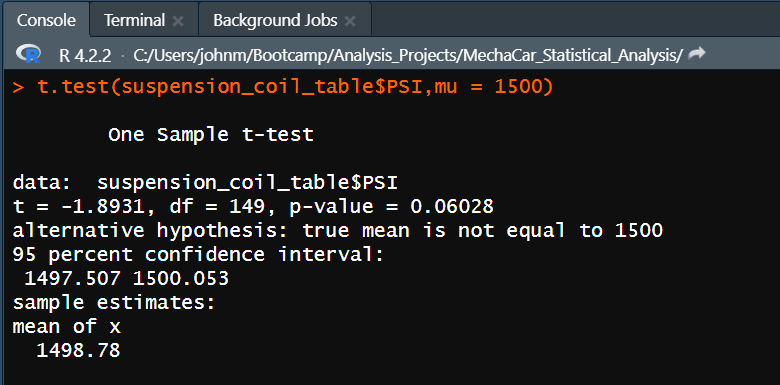 Console Terminal Background Jobs
R 4.2.2 · C:/Users/johnm/Bootcamp/Analysis_Projects/MechaCar_Statistical_Analysis/
> t.test(suspension_coil_table$PSI,mu = 1500)
One Sample t-test
data:  suspension_coil_table$PSI
t = -1.8931, df = 149, p-value = 0.06028
alternative hypothesis: true mean is not equal to 1500
95 percent confidence interval:
1497.507 1500.053
sample estimates:
mean of x
1498.78